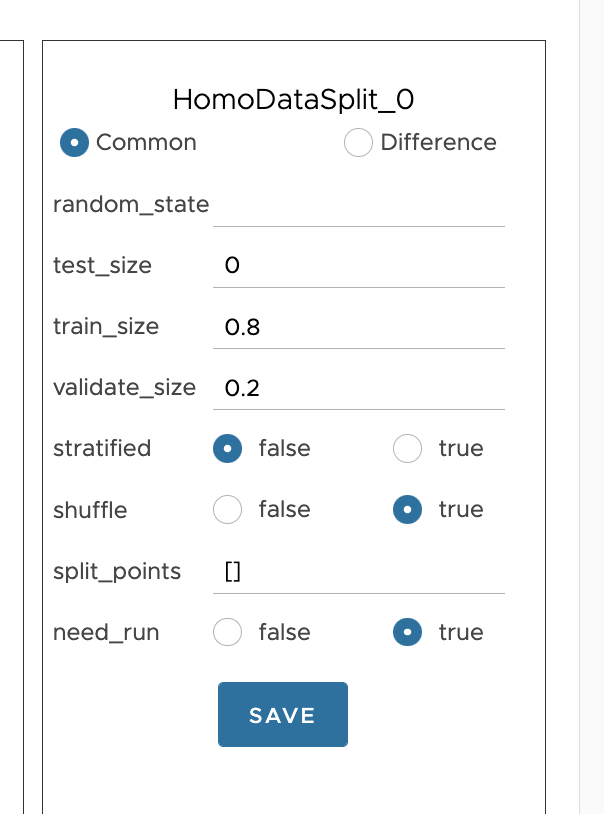 HomoDataSplit_0
Common Difference
random_state
test_size 0
train_size 0.8
validate_size 0.2
stratified false true
shuffle false true
split_points []
need_run false true
SAVE